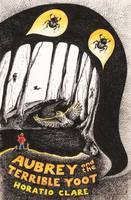 AUBREY and the
TERRIBLE YOOT
HORATIO CLARE